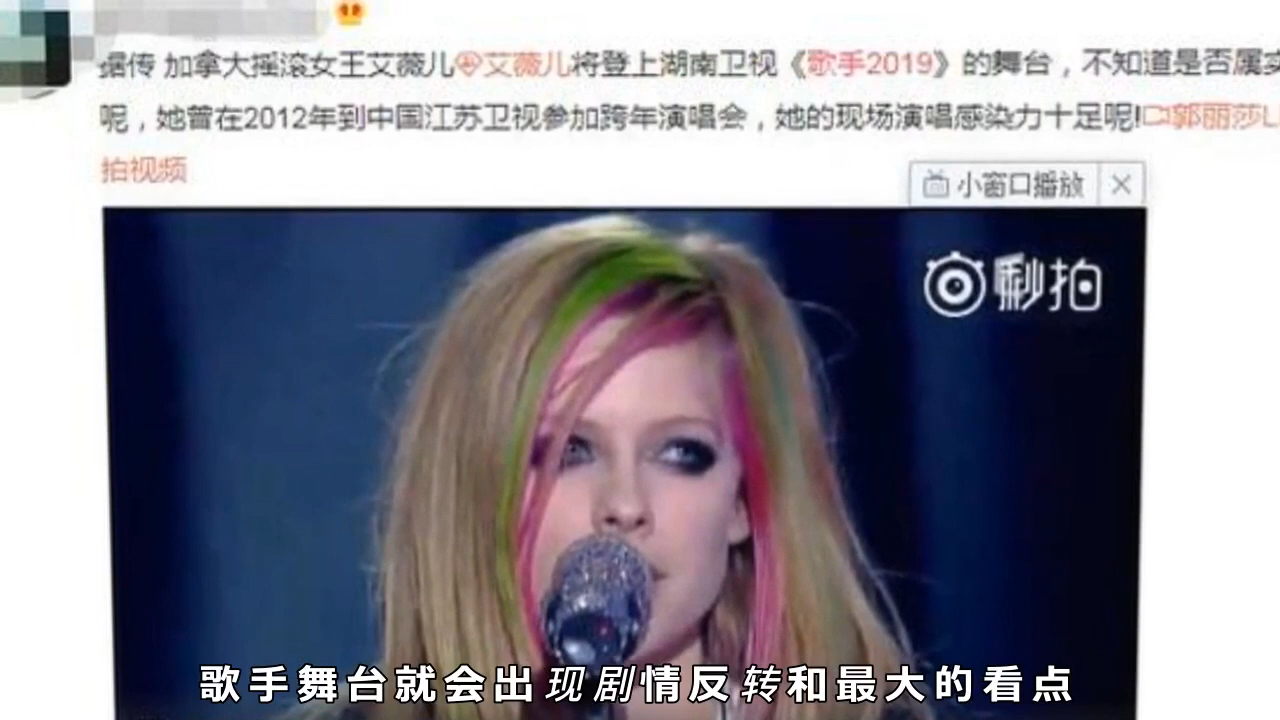 据传 加拿大摇滚女王艾薇儿艾薇儿将登上湖南卫视《歌手2019》的舞台，不知道是否属实
呢，她曾在2012年到中国江苏卫视参加跨年演唱会，她的现场演唱感染力十足呢!郭丽莎L
拍视频
小窗口播放
秒拍
歌手舞台就会出现剧情反转和最大的看点